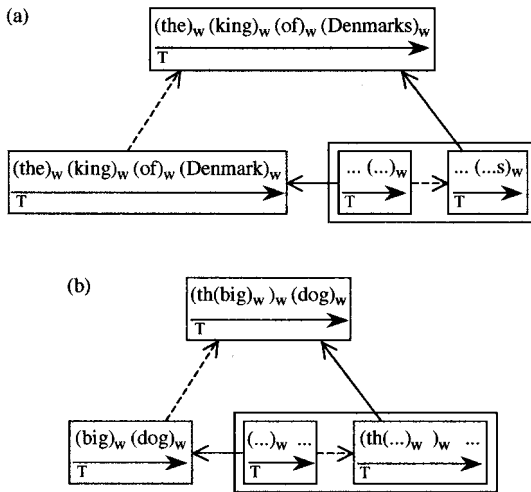 (a)
(the)w (king)w (of)w (Denmarks)w
T
(the)w (king)w (of)w (Denmark)w
T
... (...)w
T
... (...s)w
T
(b)
(th(big)w )w (dog)w
T
(big)w (dog)w
T
(...)w ...
T
(th(...)w )w ...
T